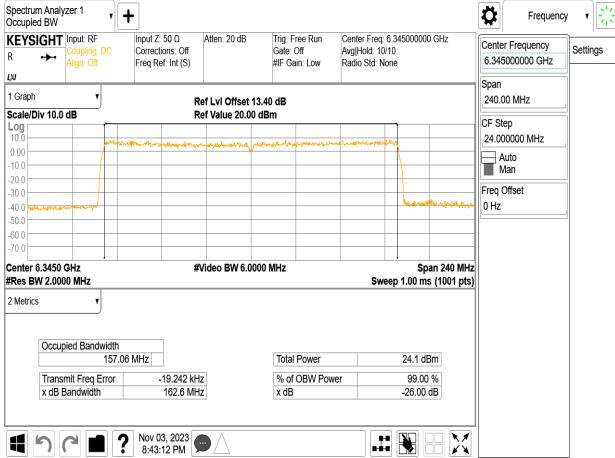 Spectrum Analyzer 1
Occupied BW
Frequency
KEYSIGHT
R
Input: RF
Coupling: DC
Align: Off
Input Z: 50 Ω
Corrections: Off
Freq Ref: Int (S)
Atten: 20 dB
Trig: Free Run
Gate: Off
#IF Gain: Low
Center Freq: 6.345000000 GHz
Avg|Hold: 10/10
Radio Std: None
Center Frequency
6.345000000 GHz
Settings
Span
240.00 MHz
CF Step
24.000000 MHz
Auto
Man
Freq Offset
0 Hz
1 Graph
Scale/Div 10.0 dB
Ref Lvl Offset 13.40 dB
Ref Value 20.00 dBm
Log
10.0
0.00
-10.0
-20.0
-30.0
-40.0
-50.0
-60.0
-70.0
Center 6.3450 GHz
#Video BW 6.0000 MHz
Span 240 MHz
#Res BW 2.0000 MHz
Sweep 1.00 ms (1001 pts)
2 Metrics
Occupied Bandwidth
157.06 MHz
Total Power 24.1 dBm
Transmit Freq Error -19.242 kHz
% of OBW Power 99.00 %
x dB Bandwidth 162.6 MHz
x dB -26.00 dB
Nov 03, 2023
8:43:12 PM